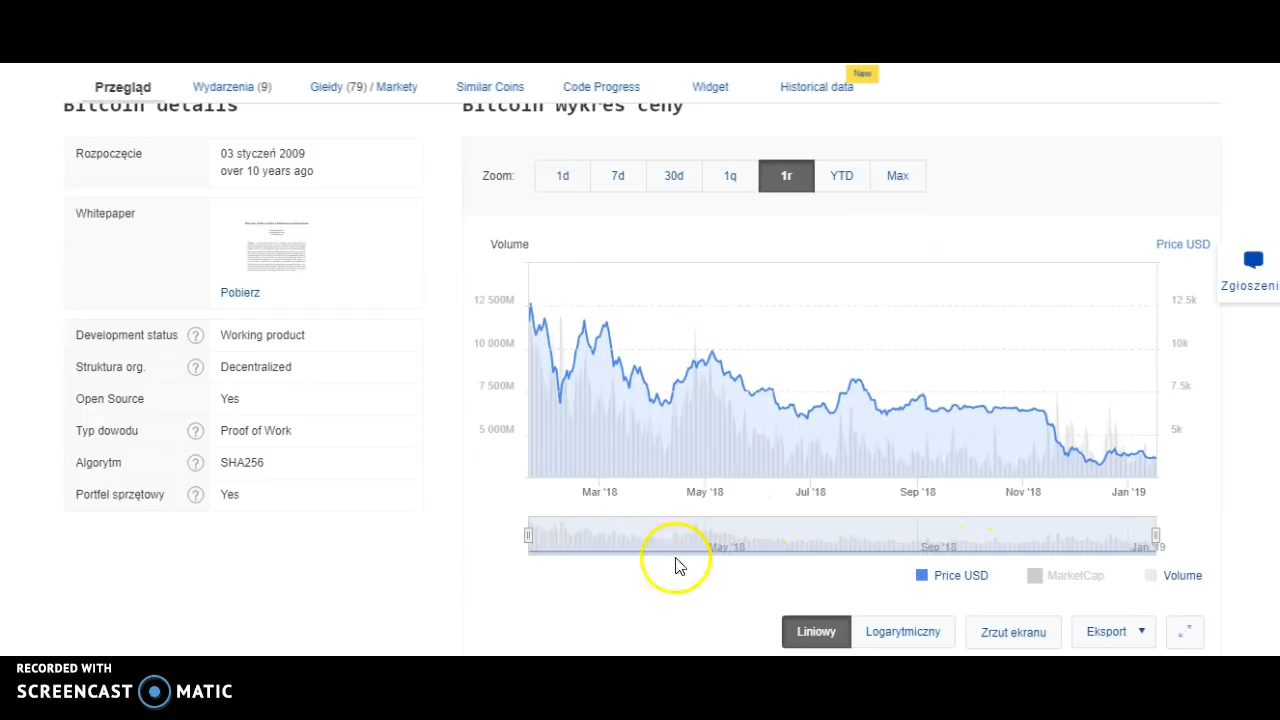 Przegląd
Wydarzenia (9)
Giełdy (79) / Markety
Similar Coins
Code Progress
Widget
Historical data
New
Bitcoin details
Rozpoczęcie
03 styczeń 2009
over 10 years ago
Whitepaper
Pobierz
Development status ?
Working product
Struktura org. ?
Decentralized
Open Source
Yes
Typ dowodu ?
Proof of Work
Algorytm ?
SHA256
Portfel sprzętowy ?
Yes
Bitcoin wykres ceny
Zoom:
1d
7d
30d
1q
1r
YTD
Max
Volume
Price USD
12 500M
10 000M
7 500M
5 000M
12.5k
10k
7.5k
5k
Mar '18
May '18
Jul '18
Sep '18
Nov '18
Jan '19
May '18
Sep '18
Jan '19
Price USD
MarketCap
Volume
Liniowy
Logarytmiczny
Zrzut ekranu
Eksport
Zgłoszeni
RECORDED WITH
SCREENCAST MATIC